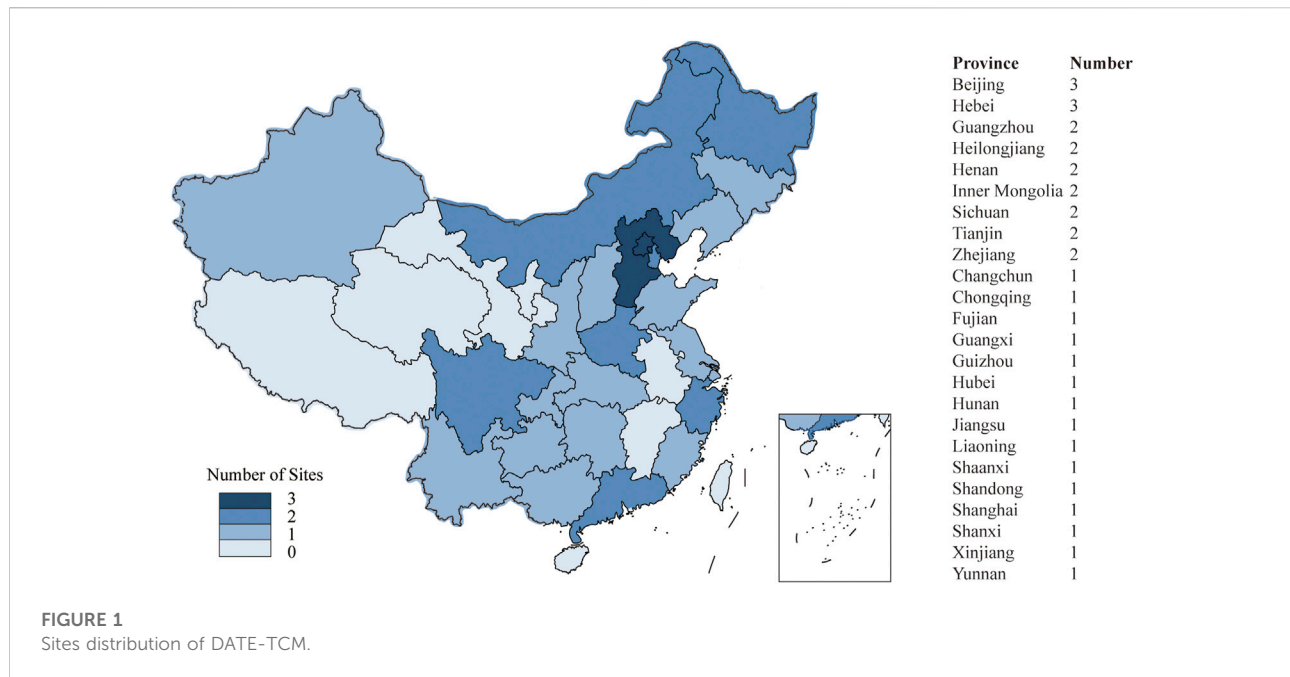 Province Number
Beijing 3
Hebei 3
Guangzhou 2
Heilongjiang 2
Henan 2
Inner Mongolia 2
Sichuan 2
Tianjin 2
Zhejiang 2
Changchun 1
Chongqing 1
Fujian 1
Guangxi 1
Guizhou 1
Hubei 1
Hunan 1
Jiangsu 1
Liaoning 1
Shaanxi 1
Shandong 1
Shanghai 1
Shanxi 1
Xinjiang 1
Yunnan 1
Number of Sites
3
2
1
0
FIGURE 1
Sites distribution of DATE-TCM.